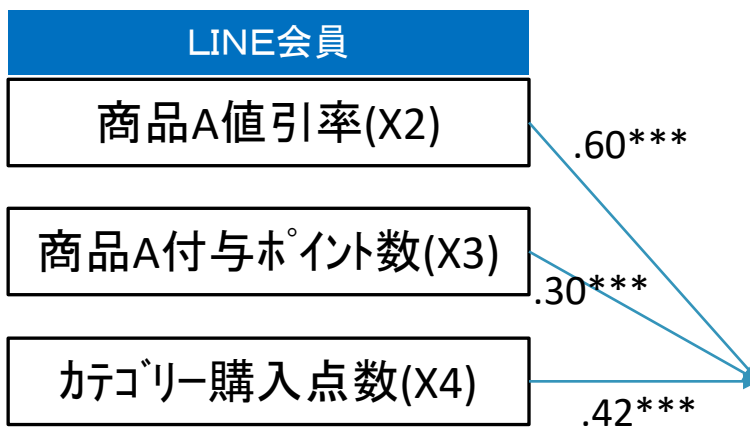 LINE会員
商品A値引率(X2)
.60***
商品A付与ﾎﾟｲﾝﾄ数(X3)
.30***
ｶﾃｺﾞﾘｰ購入点数(X4)
.42***